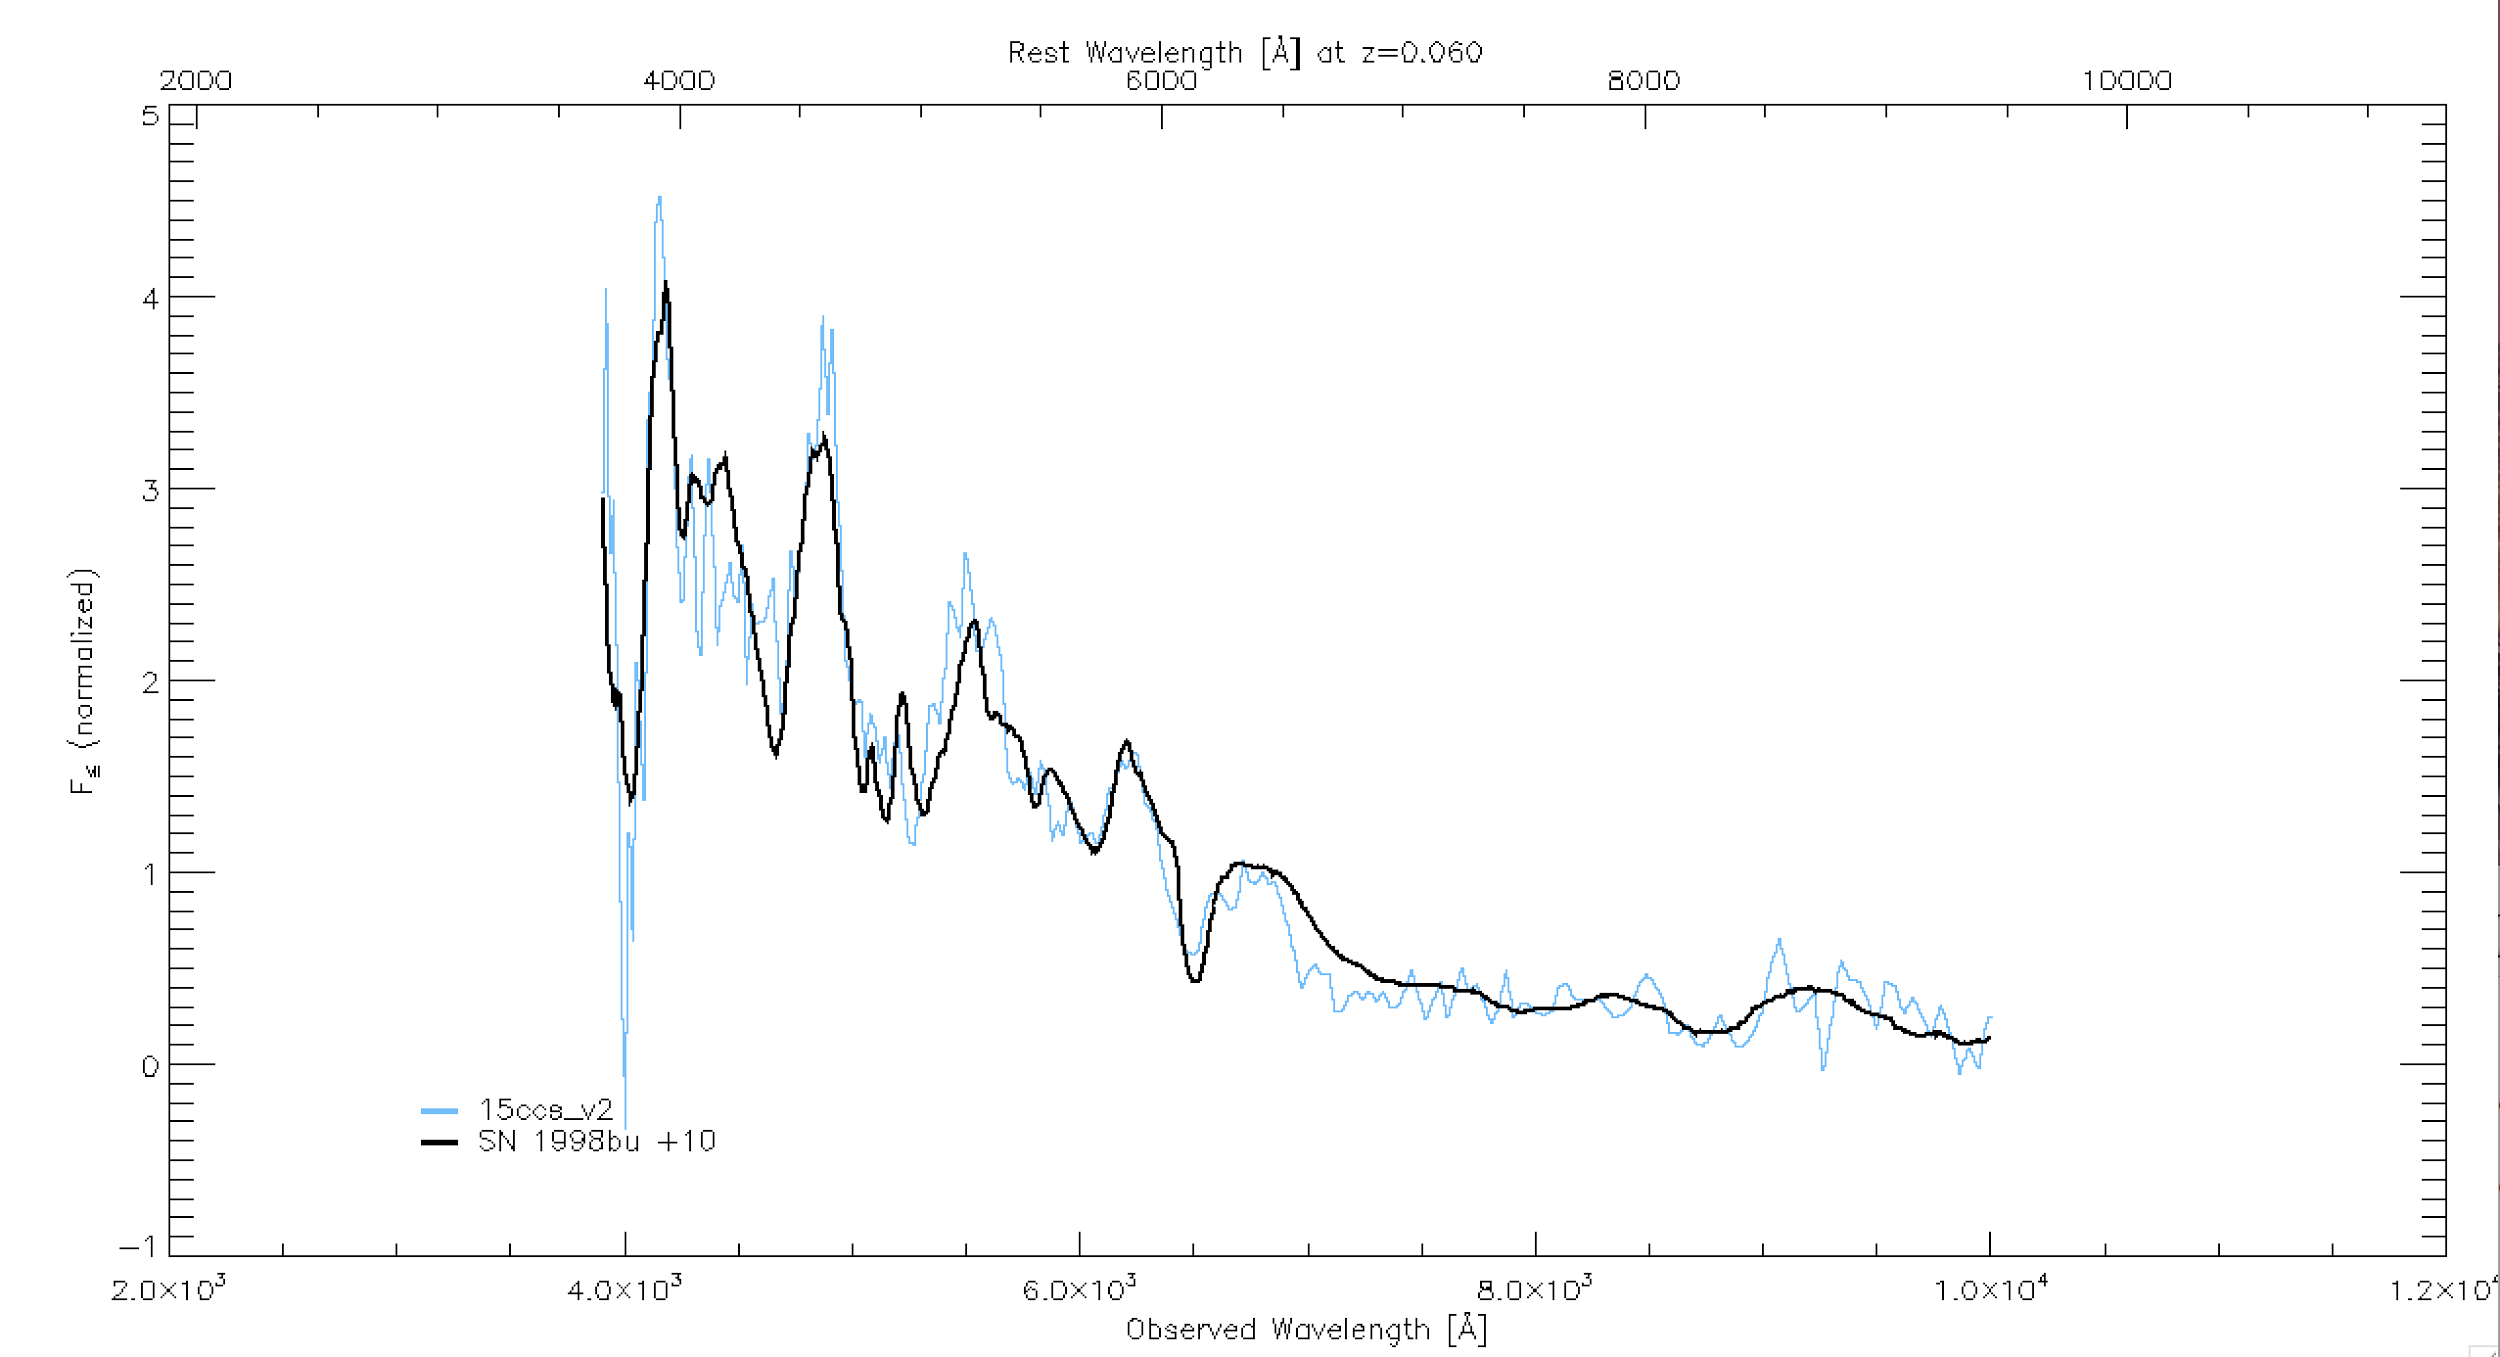 Rest Wavelength [Å] at z=0.060
2000 4000 6000 8000 10000
5
4
3
2
1
0
-1
F≤ (normalized)
15ccs_v2
SN 1998bu +10
2.0×10³ 4.0×10³ 6.0×10³ 8.0×10³ 1.0×10⁴ 1.2×10⁴
Observed Wavelength [Å]